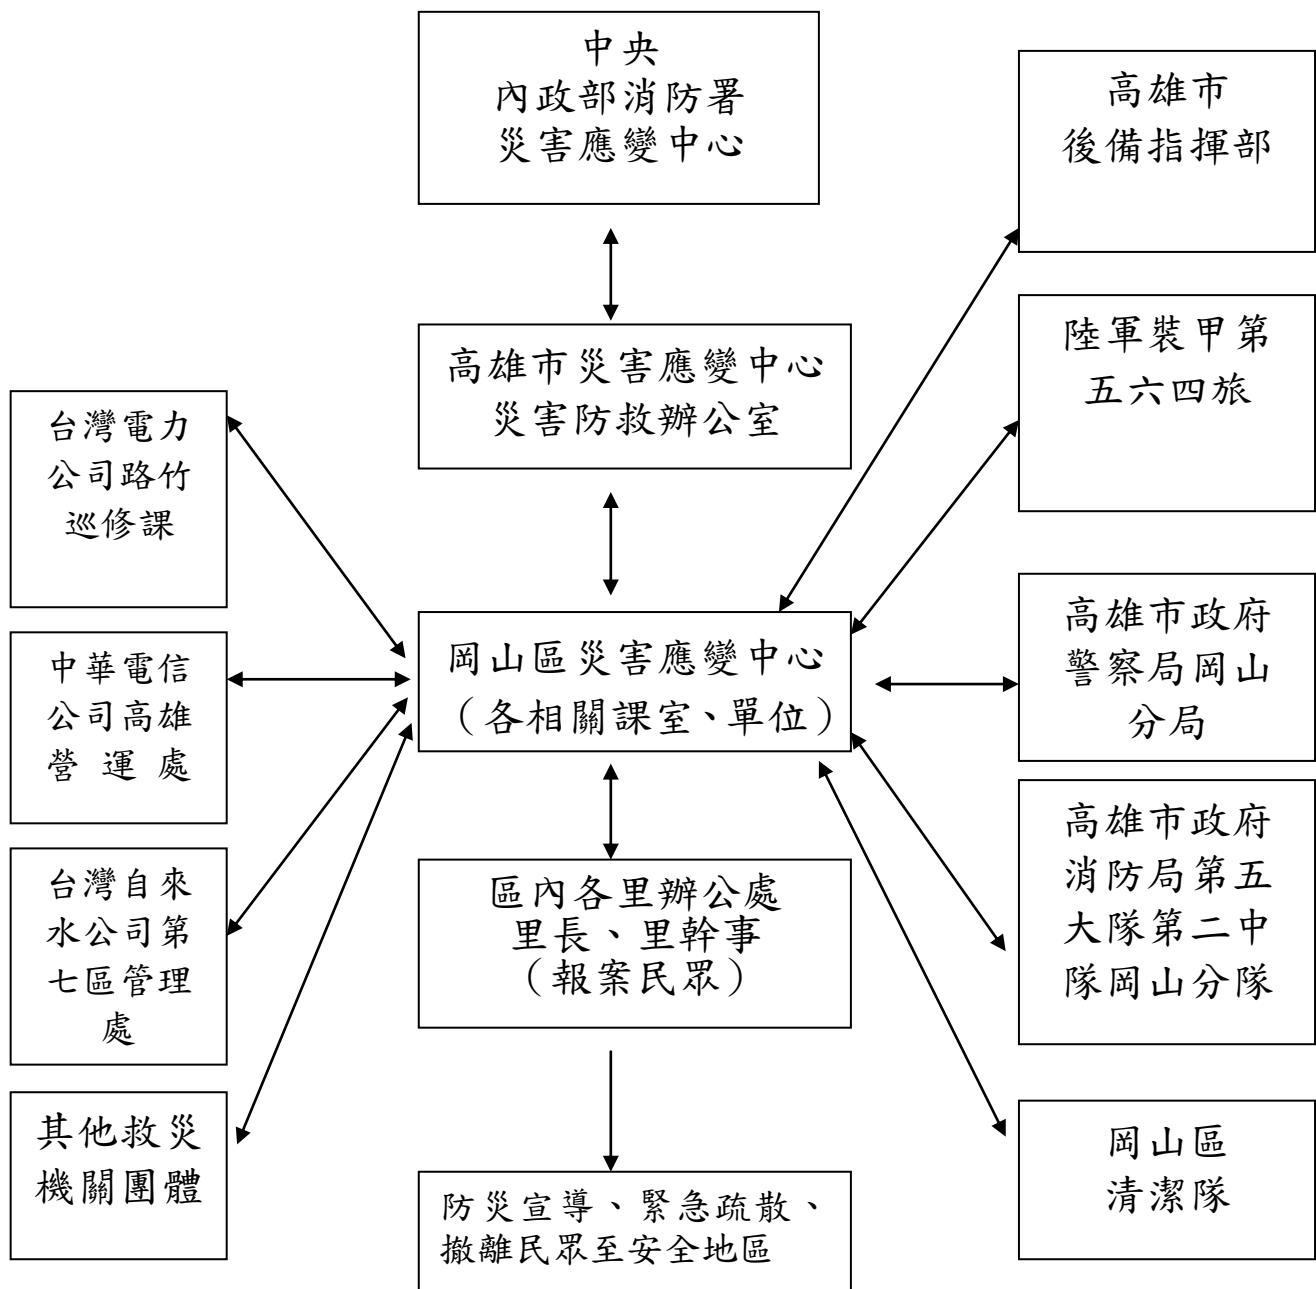 中央
內政部消防署
災害應變中心
高雄市
後備指揮部
高雄市災害應變中心
災害防救辦公室
陸軍裝甲第
五六四旅
台灣電力
公司路竹
巡修課
岡山區災害應變中心
（各相關課室、單位）
高雄市政府
警察局岡山
分局
中華電信
公司高雄
營運處
區內各里辦公處
里長、里幹事
（報案民眾）
高雄市政府
消防局第五
大隊第二中
隊岡山分隊
台灣自來
水公司第
七區管理
處
其他救災
機關團體
防災宣導、緊急疏散、
撤離民眾至安全地區
岡山區
清潔隊